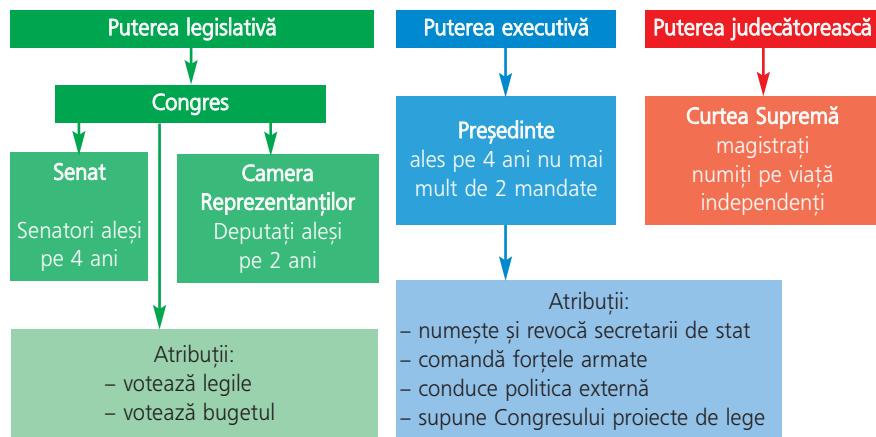 Puterea legislativă
Congres
Senat
Senatori aleși
pe 4 ani
Camera
Reprezentanților
Deputați aleși
pe 2 ani
Atribuții:
– votează legile
– votează bugetul
Puterea executivă
Președinte
ales pe 4 ani nu mai
mult de 2 mandate
Atribuții:
– numește și revocă secretarii de stat
– comandă forțele armate
– conduce politica externă
– supune Congresului proiecte de lege
Puterea judecătorească
Curtea Supremă
magistrați
numiți pe viață
independenți